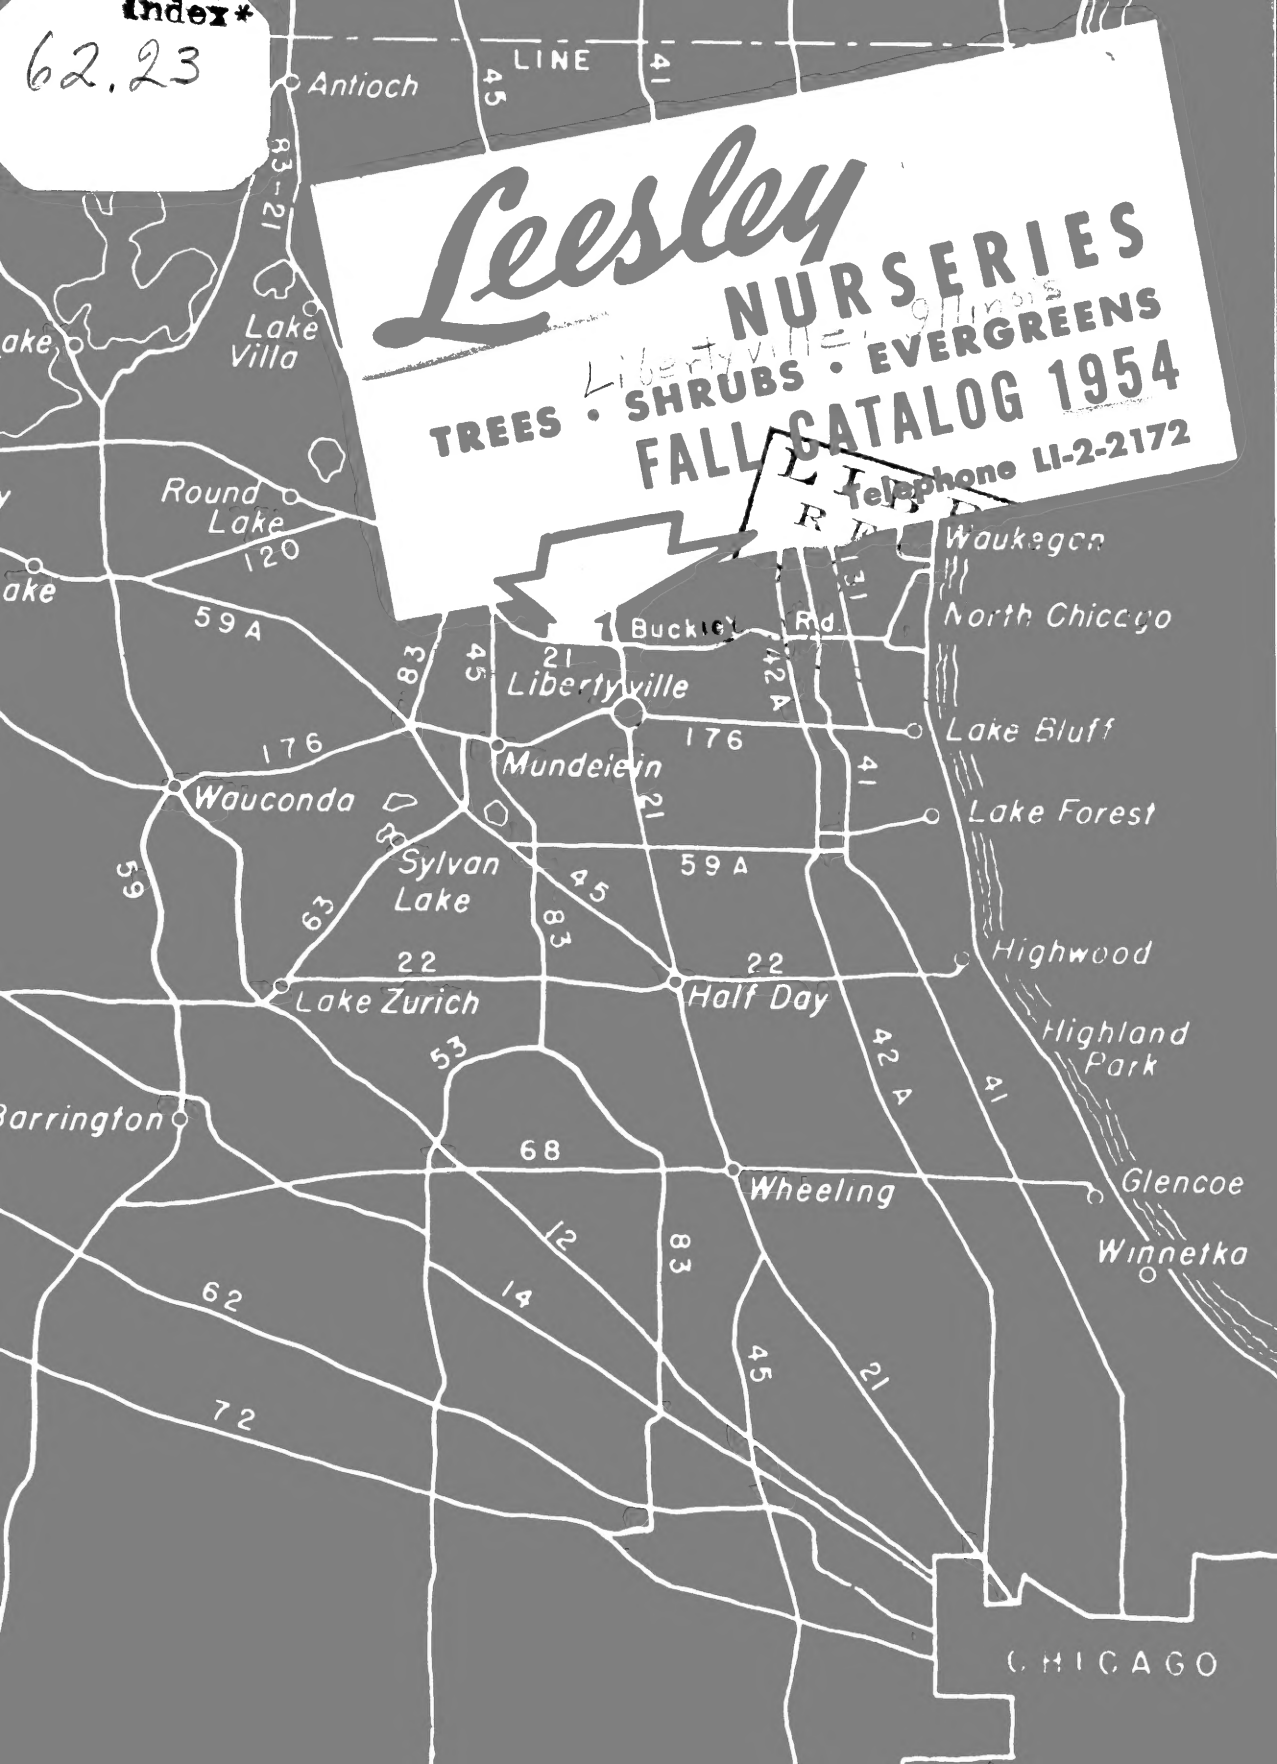 Index*
62.23
LINE
45
41
Antioch
83-21
Leesley
NURSERIES
Libertyville, Illinois
TREES • SHRUBS • EVERGREENS
FALL CATALOG 1954
Telephone LI-2-2172
Lake
Villa
ake
Round
Lake
120
ake
59A
83
45
21
Buckley Rd.
42A
131
Waukegan
North Chicago
Libertyville
176
Lake Bluff
176
Mundelein
41
21
Wauconda
Lake Forest
59
Sylvan
Lake
59A
45
63
83
22
22
Highwood
Lake Zurich
Half Day
Highland
Park
53
42A
41
Barrington
68
Glencoe
Wheeling
12
83
Winnetka
62
14
45
21
72
CHICAGO